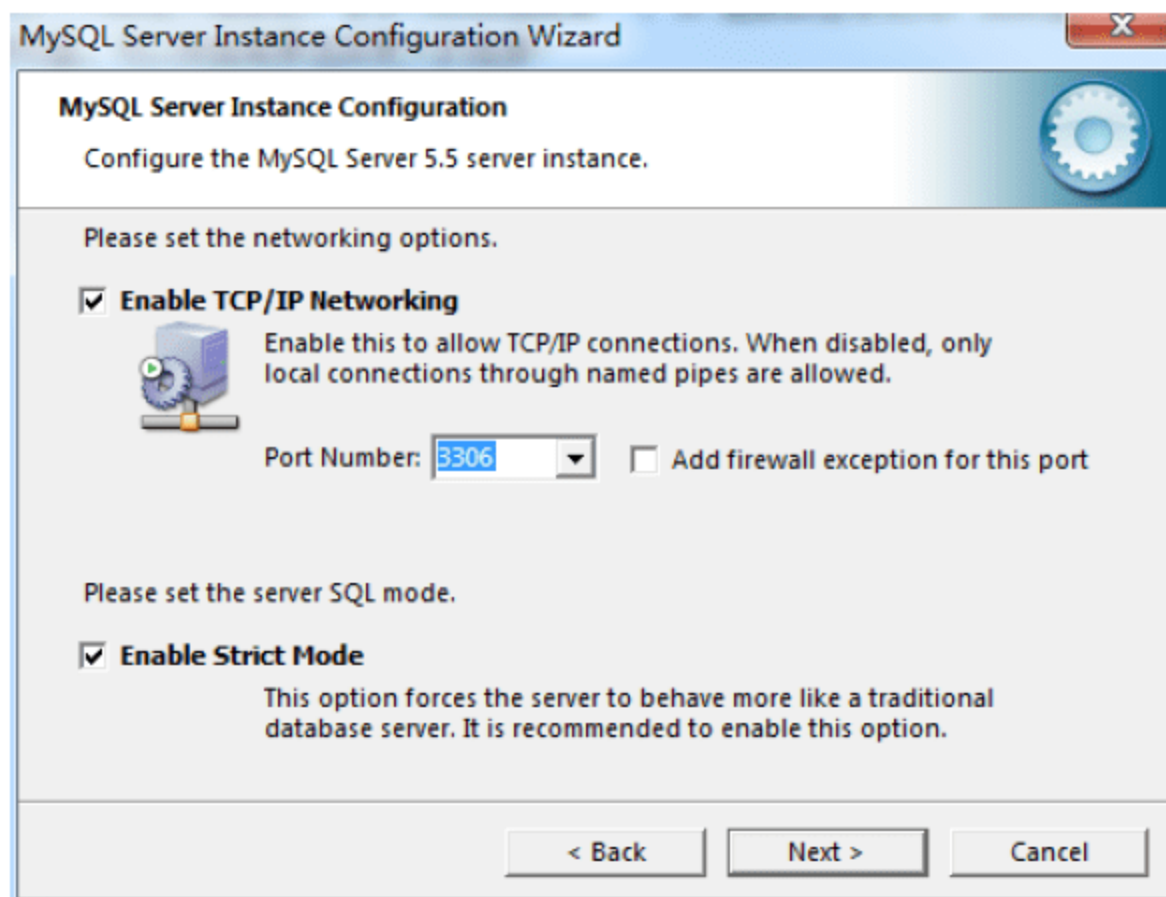 MySQL Server Instance Configuration Wizard
MySQL Server Instance Configuration
Configure the MySQL Server 5.5 server instance.
Please set the networking options.
Enable TCP/IP Networking
Enable this to allow TCP/IP connections. When disabled, only
local connections through named pipes are allowed.
Port Number: 3306 Add firewall exception for this port
Please set the server SQL mode.
Enable Strict Mode
This option forces the server to behave more like a traditional
database server. It is recommended to enable this option.
< Back Next > Cancel